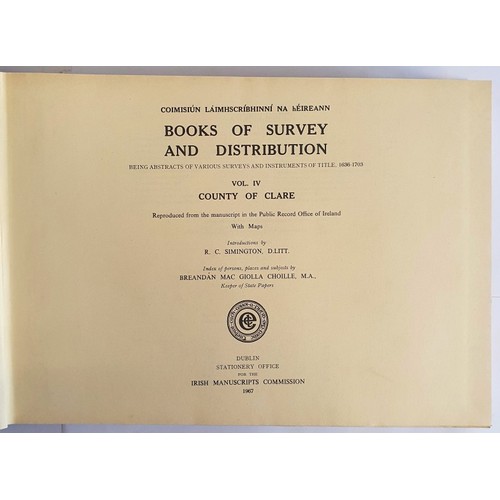 COIMISIÚN LÁIMHSCRÍBHINNÍ NA hÉIREANN
BOOKS OF SURVEY
AND DISTRIBUTION
BEING ABSTRACTS OF VARIOUS SURVEYS AND INSTRUMENTS OF TITLE, 1636-1703
VOL. IV
COUNTY OF CLARE
Reproduced from the manuscript in the Public Record Office of Ireland
With Maps
Introductions by
R. C. SIMINGTON, D.LITT.
Index of persons, places and subjects by
BREANDÁN MAC GIOLLA CHOILLE, M.A.,
Keeper of State Papers
DUBLIN
STATIONERY OFFICE
FOR THE
IRISH MANUSCRIPTS COMMISSION
1967